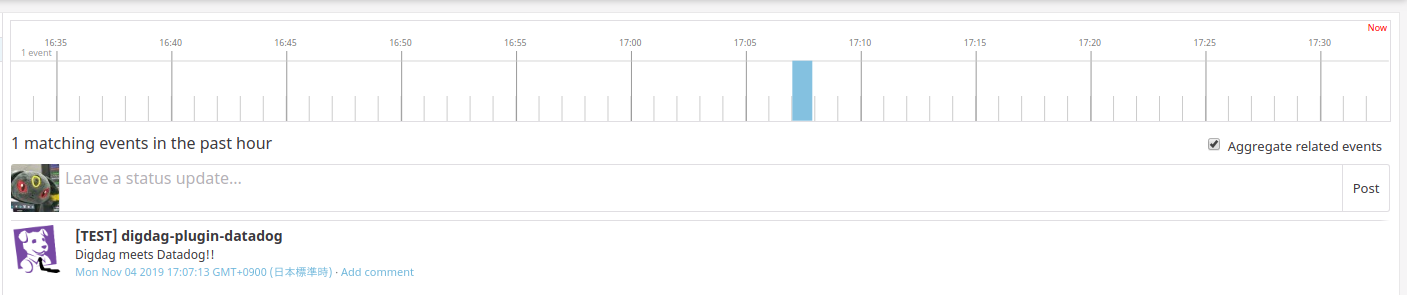 Now
16:35 16:40 16:45 16:50 16:55 17:00 17:05 17:10 17:15 17:20 17:25 17:30
1 event
1 matching events in the past hour
Aggregate related events
Leave a status update...
Post
[TEST] digdag-plugin-datadog
Digdag meets Datadog!!
Mon Nov 04 2019 17:07:13 GMT+0900 (日本標準時) · Add comment